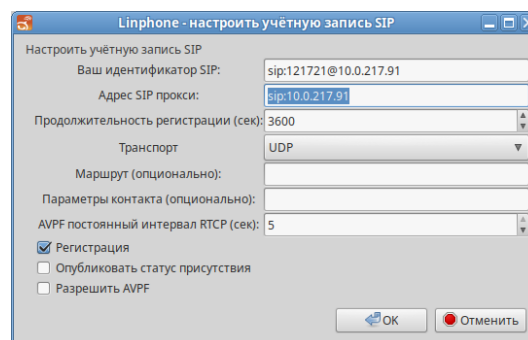 Linphone - настроить учётную запись SIP
Настроить учётную запись SIP
Ваш идентификатор SIP: sip:121721@10.0.217.91
Адрес SIP прокси: sip:10.0.217.91
Продолжительность регистрации (сек): 3600
Транспорт UDP
Маршрут (опционально):
Параметры контакта (опционально):
AVPF постоянный интервал RTCP (сек): 5
Регистрация
Опубликовать статус присутствия
Разрешить AVPF
OK Отменить